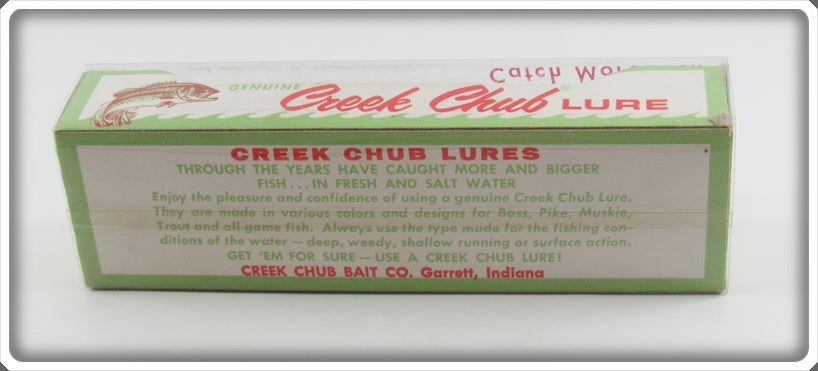 Catch Mor
GENUINE Creek Chub® LURE
CREEK CHUB LURES
THROUGH THE YEARS HAVE CAUGHT MORE AND BIGGER
FISH...IN FRESH AND SALT WATER
Enjoy the pleasure and confidence of using a genuine Creek Chub Lure.
They are made in various colors and designs for Bass, Pike, Muskie,
Trout and all game fish. Always use the type made for the fishing con-
ditions of the water — deep, weedy, shallow running or surface action.
GET 'EM FOR SURE — USE A CREEK CHUB LURE!
CREEK CHUB BAIT CO. Garrett, Indiana